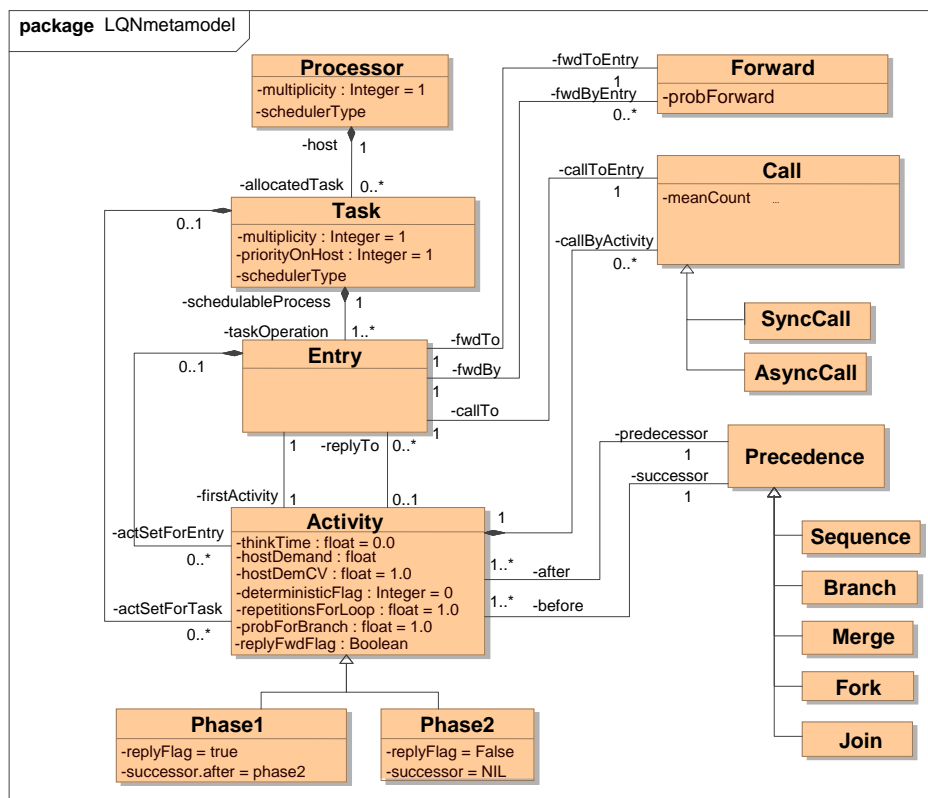 package LQNmetamodel
Processor
-multiplicity : Integer = 1
-schedulerType
-host
1
-allocatedTask
0..*
Task
-multiplicity : Integer = 1
-priorityOnHost : Integer = 1
-schedulerType
0..1
-schedulableProcess
1
-taskOperation
1..*
Entry
0..1
-fwdToEntry
1
-fwdByEntry
0..*
Forward
-probForward
-callToEntry
1
-callByActivity
0..*
Call
-meanCount ...
SyncCall
AsyncCall
-fwdTo
1
-fwdBy
1
-callTo
1
1
-replyTo
0..*
-firstActivity
1
0..1
-actSetForEntry
0..*
-actSetForTask
0..*
Activity
-thinkTime : float = 0.0
-hostDemand : float
-hostDemCV : float = 1.0
-deterministicFlag : Integer = 0
-repetitionsForLoop : float = 1.0
-probForBranch : float = 1.0
-replyFwdFlag : Boolean
1
1..*
-after
1..*
-before
-predecessor
1
-successor
1
Precedence
Sequence
Branch
Merge
Fork
Join
Phase1
-replyFlag = true
-successor.after = phase2
Phase2
-replyFlag = False
-successor = NIL